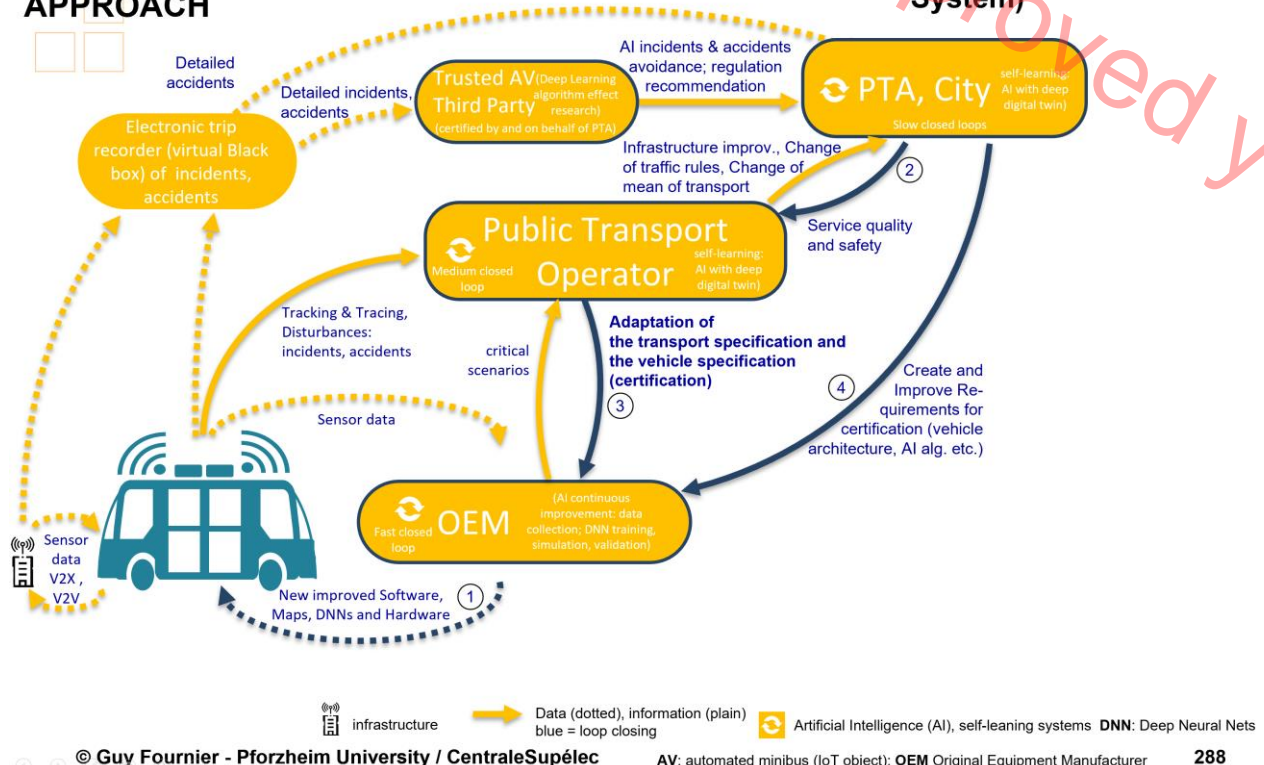 APPROACH
System)
proved y
Detailed
accidents
Detailed incidents,
accidents
Trusted AV (Deep Learning
Third Party algorithm effect
research)
(certified by and on behalf of PTA)
AI incidents & accidents
avoidance; regulation
recommendation
PTA, City
self-learning:
AI with deep
digital twin)
Slow closed loops
Electronic trip
recorder (virtual Black
box) of incidents,
accidents
Infrastructure improv., Change
of traffic rules, Change of
mean of transport
2
Service quality
and safety
Public Transport
Operator
Medium closed
loop
self-learning:
AI with deep
digital twin)
Tracking & Tracing,
Disturbances:
incidents, accidents
critical
scenarios
Adaptation of
the transport specification and
the vehicle specification
(certification)
3
4
Create and
Improve Re-
quirements for
certification (vehicle
architecture, AI alg. etc.)
Sensor data
Fast closed
loop
OEM
(AI continuous
improvement: data
collection; DNN training,
simulation, validation)
Sensor
data
V2X ,
V2V
New improved Software,
Maps, DNNs and Hardware
1
infrastructure
Data (dotted), information (plain)
blue = loop closing
Artificial Intelligence (AI), self-leaning systems DNN: Deep Neural Nets
© Guy Fournier - Pforzheim University / CentraleSupélec
AV: automated minibus (IoT object); OEM Original Equipment Manufacturer
288